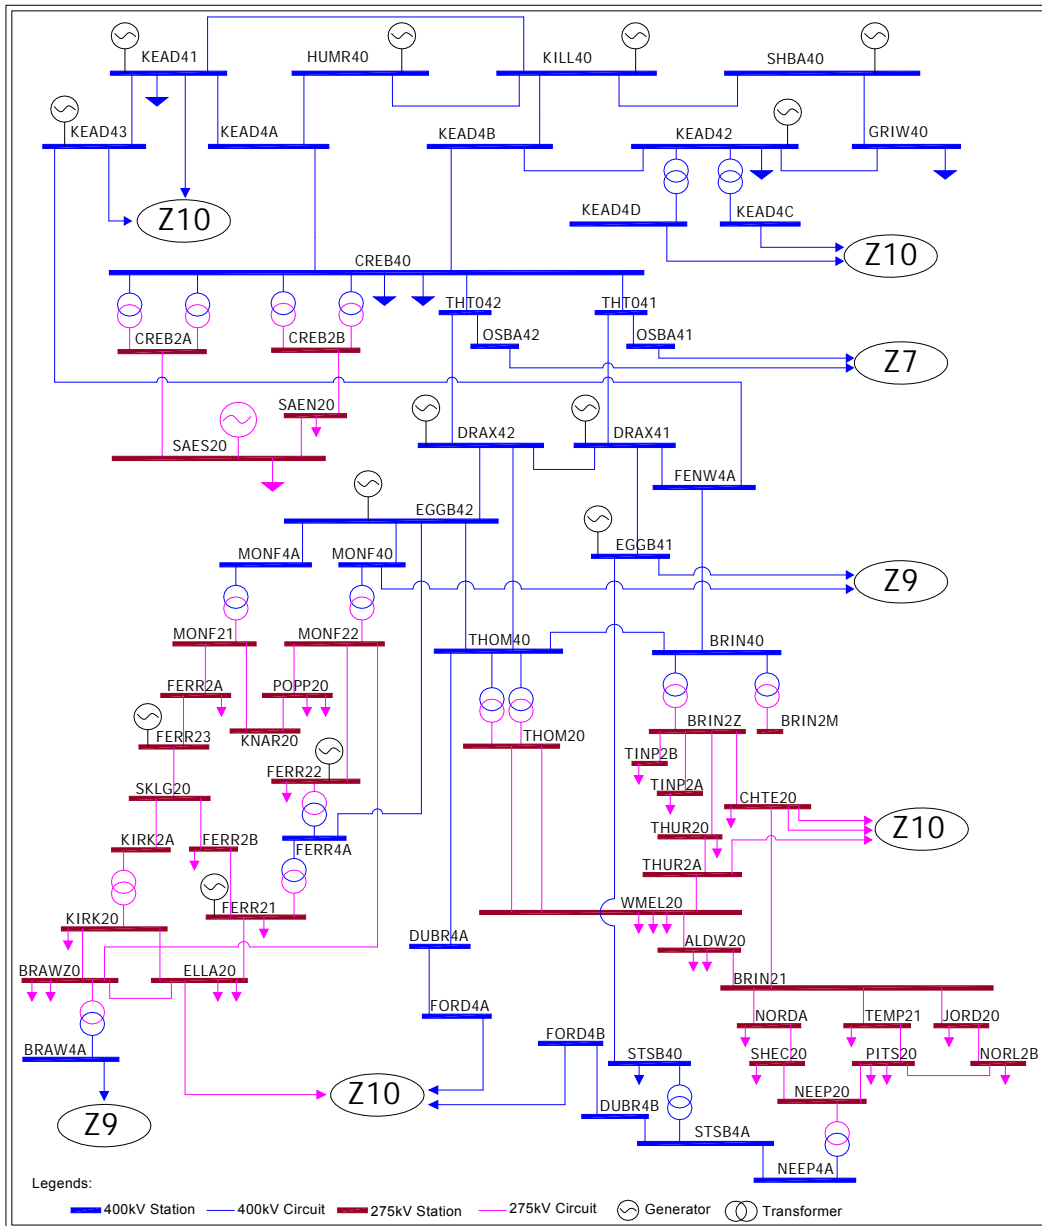 KEAD41
HUMR40
KILL40
SHBA40
KEAD43
KEAD4A
KEAD4B
KEAD42
GRIW40
Z10
KEAD4D
KEAD4C
Z10
CREB40
THT042
THT041
CREB2A
CREB2B
OSBA42
OSBA41
Z7
SAEN20
SAES20
DRAX42
DRAX41
FENW4A
EGGB42
MONF4A
MONF40
EGGB41
Z9
MONF21
MONF22
THOM40
BRIN40
FERR2A
POPP20
KNAR20
FERR23
THOM20
BRIN2Z
BRIN2M
TINP2B
FERR22
SKLG20
TINP2A
CHTE20
KIRK2A
FERR2B
FERR4A
THUR20
Z10
THUR2A
FERR21
WMEL20
KIRK20
DUBR4A
ALDW20
BRAWZ0
ELLA20
BRIN21
FORD4A
NORDA
TEMP21
JORD20
FORD4B
STSB40
SHEC20
PITS20
NORL2B
BRAW4A
Z10
NEEP20
Z9
DUBR4B
STSB4A
NEEP4A
Legends:
400kV Station
400kV Circuit
275kV Station
275kV Circuit
Generator
Transformer